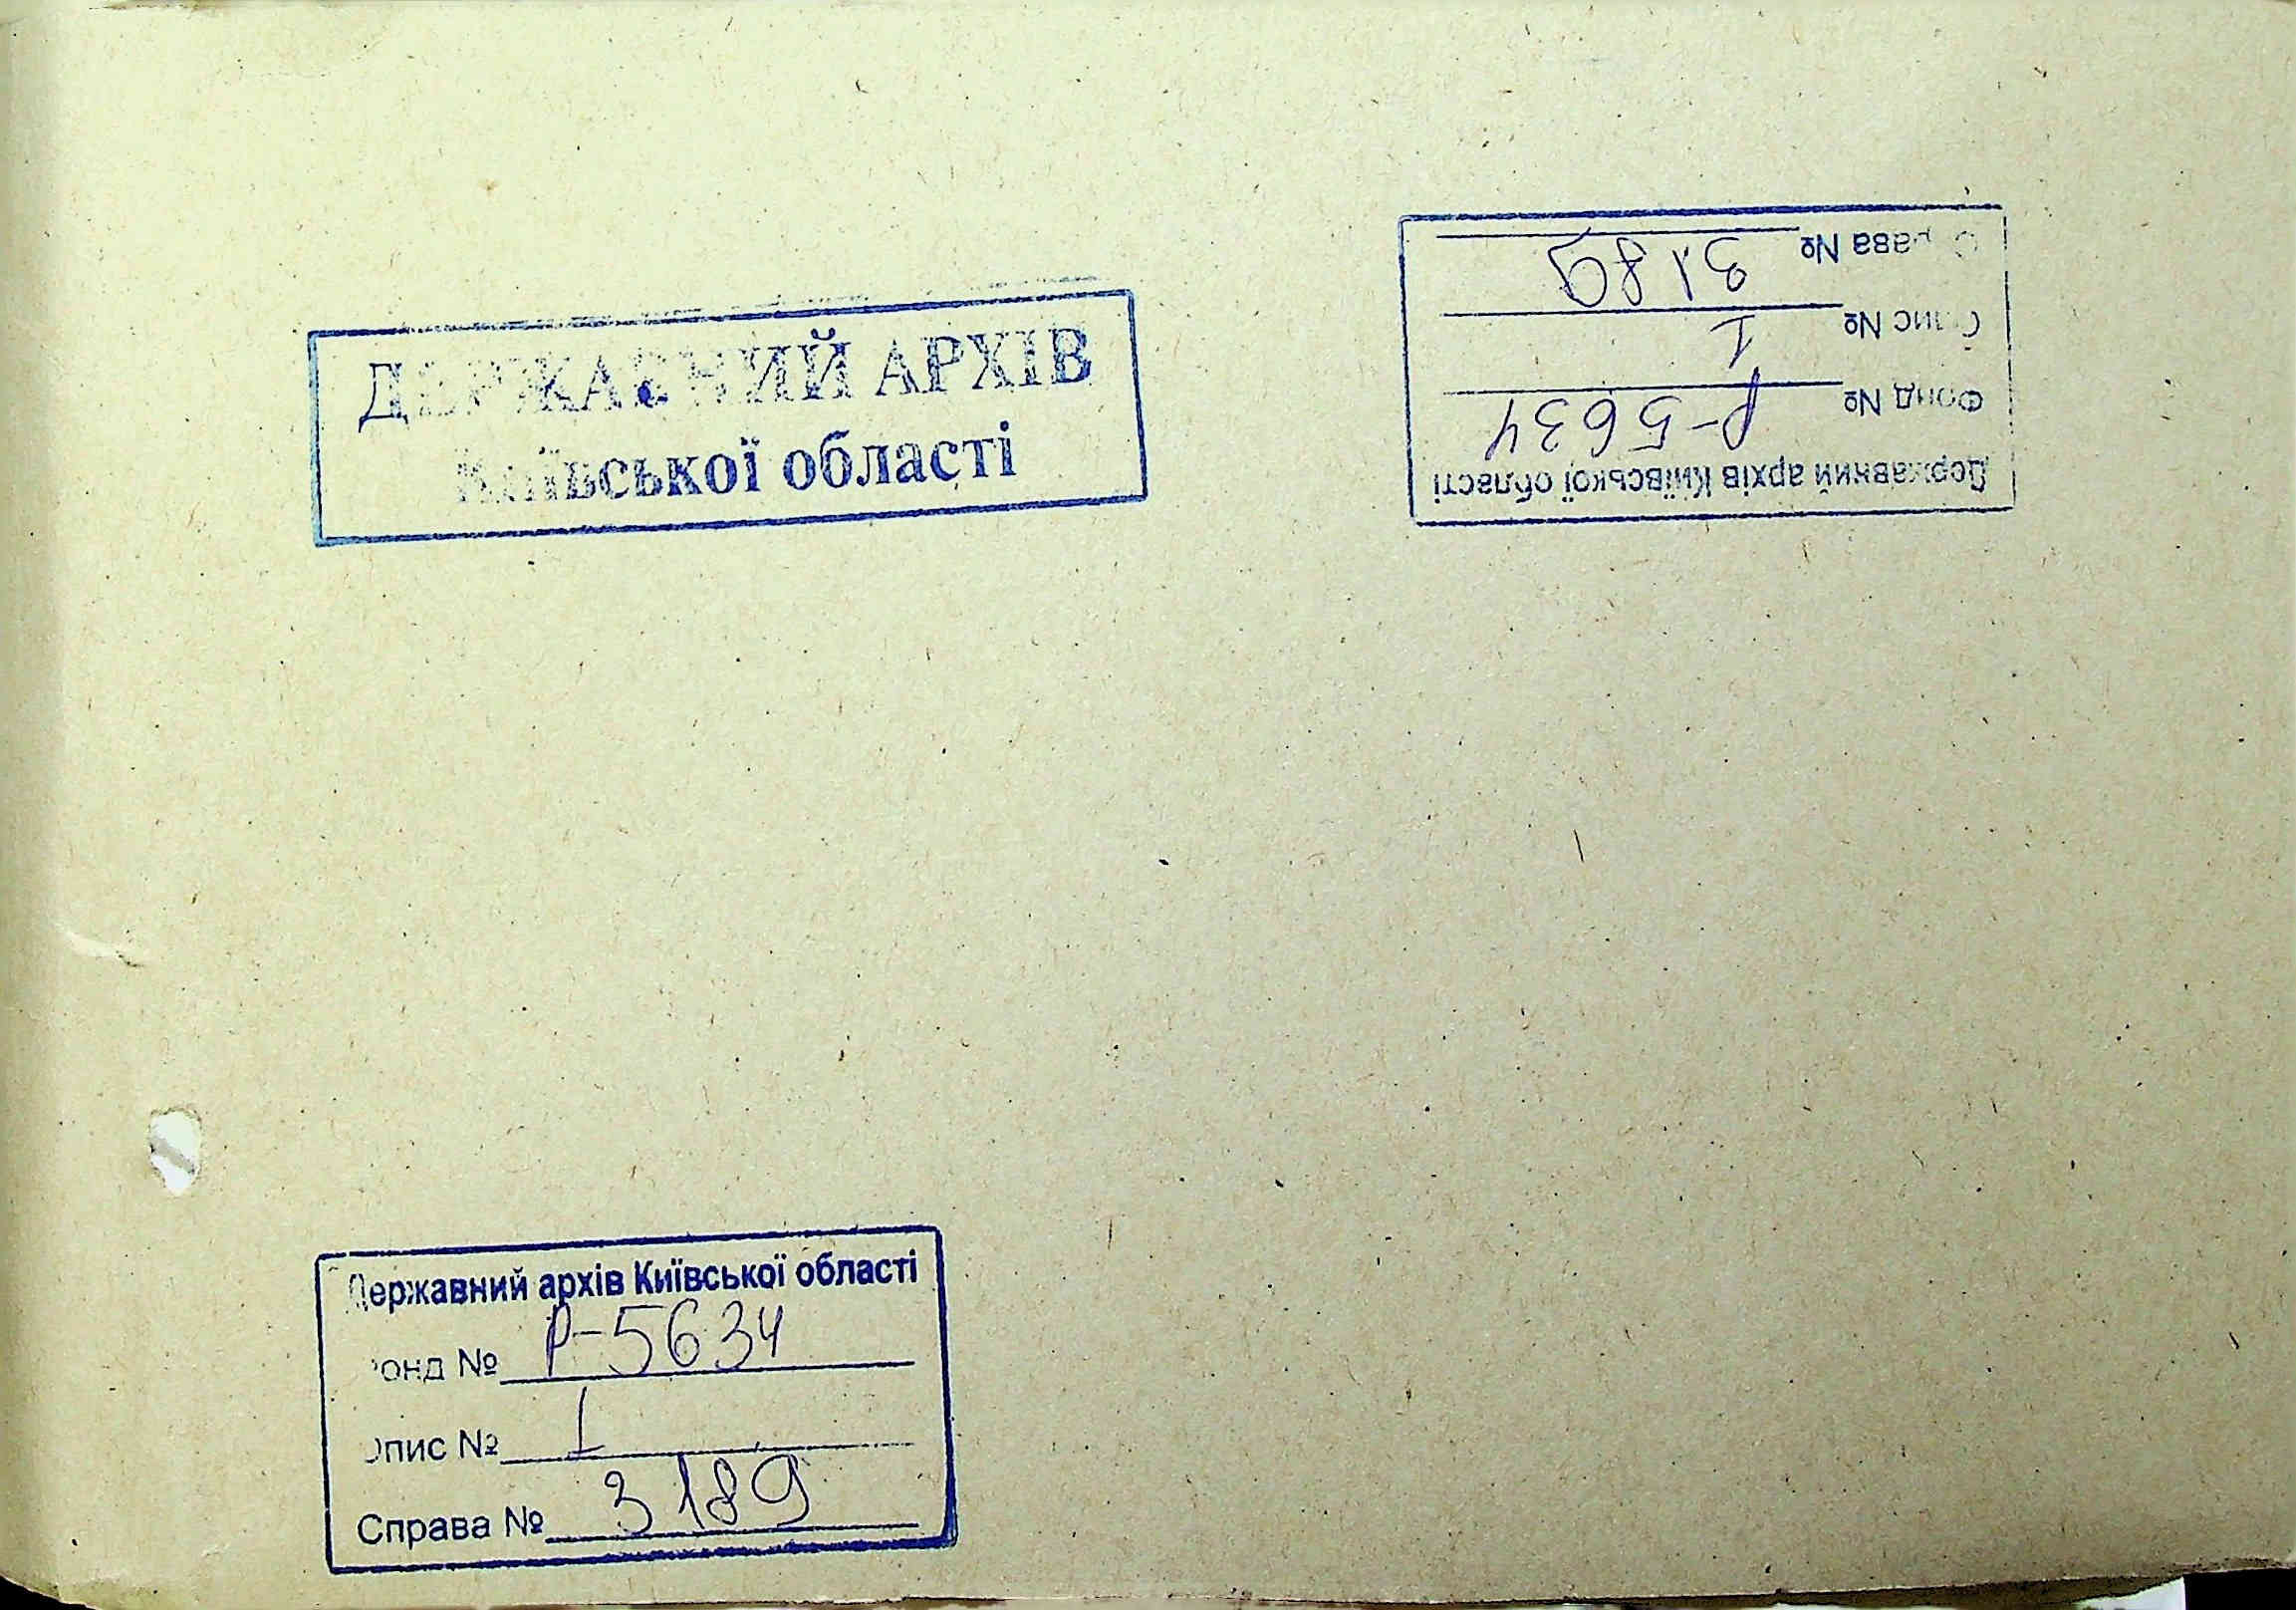 ДЕРЖАВНИЙ АРХІВ
Київської області
Державний архів Київської області
Фонд № Р-5634
Опис № 1
Справа № 3189
Державний архів Київської області
Фонд № Р-5634
Опис № 1
Справа № 3189